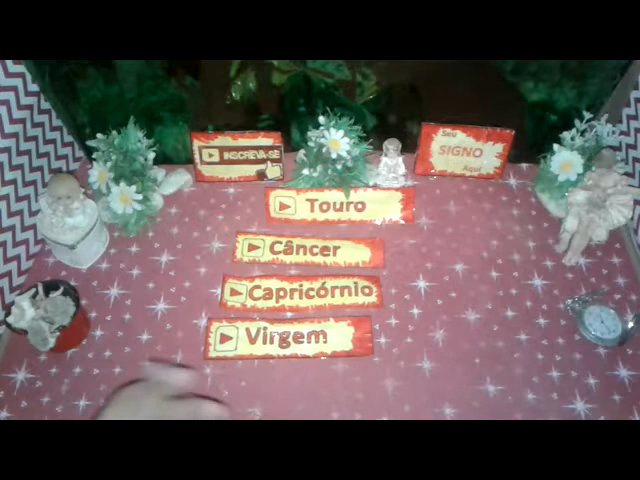 INSCREVA-SE
Seu
SIGNO
Aqui
Touro
Câncer
Capricórnio
Virgem